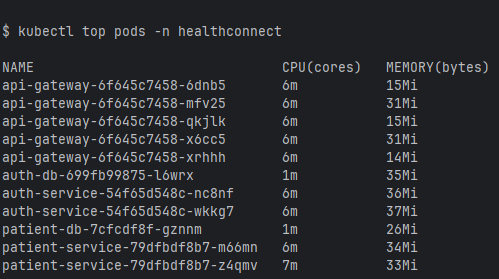 $ kubectl top pods -n healthconnect
NAME CPU(cores) MEMORY(bytes)
api-gateway-6f645c7458-6dnb5 6m 15Mi
api-gateway-6f645c7458-mfv25 6m 31Mi
api-gateway-6f645c7458-qkjlk 6m 15Mi
api-gateway-6f645c7458-x6cc5 6m 31Mi
api-gateway-6f645c7458-xrhhh 6m 14Mi
auth-db-699fb99875-l6wrx 1m 35Mi
auth-service-54f65d548c-nc8nf 6m 36Mi
auth-service-54f65d548c-wkkg7 6m 37Mi
patient-db-7cfcdf8f-gznnm 1m 26Mi
patient-service-79dfbdf8b7-m66mn 6m 34Mi
patient-service-79dfbdf8b7-z4qmv 7m 33Mi